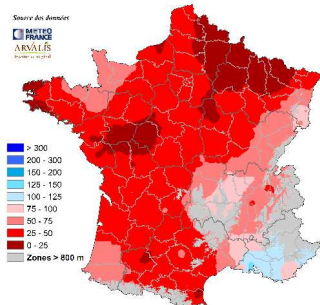 Source des données
METEO
FRANCE
ARVALIS
> 300
200 - 300
150 - 200
125 - 150
100 - 125
75 - 100
50 - 75
25 - 50
0 - 25
Zones > 800 m